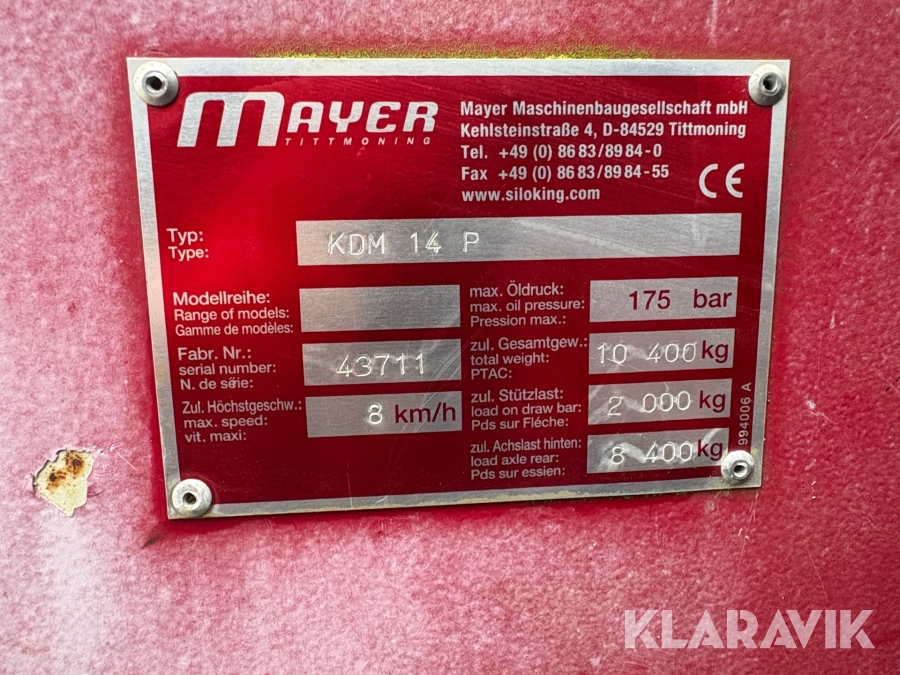 MAYER
TITTMONING
Mayer Maschinenbaugesellschaft mbH
Kehlsteinstraße 4, D-84529 Tittmoning
Tel. +49 (0) 86 83 / 89 84 - 0
Fax +49 (0) 86 83 / 89 84 - 55
www.siloking.com
CE
Typ:
Type:
KDM 14 P
Modellreihe:
Range of models:
Gamme de modèles:
Fabr. Nr.:
serial number:
N. de série:
43711
Zul. Höchstgeschw.:
max. speed:
vit. maxi:
8 km/h
max. Öldruck:
max. oil pressure:
Pression max.:
175 bar
zul. Gesamtgew.:
total weight:
PTAC:
10 400 kg
zul. Stützlast:
load on draw bar:
Pds sur Fléche:
2 000 kg
zul. Achslast hinten:
load axle rear:
Pds sur essien:
8 400 kg
994006 A
KLARAVIK